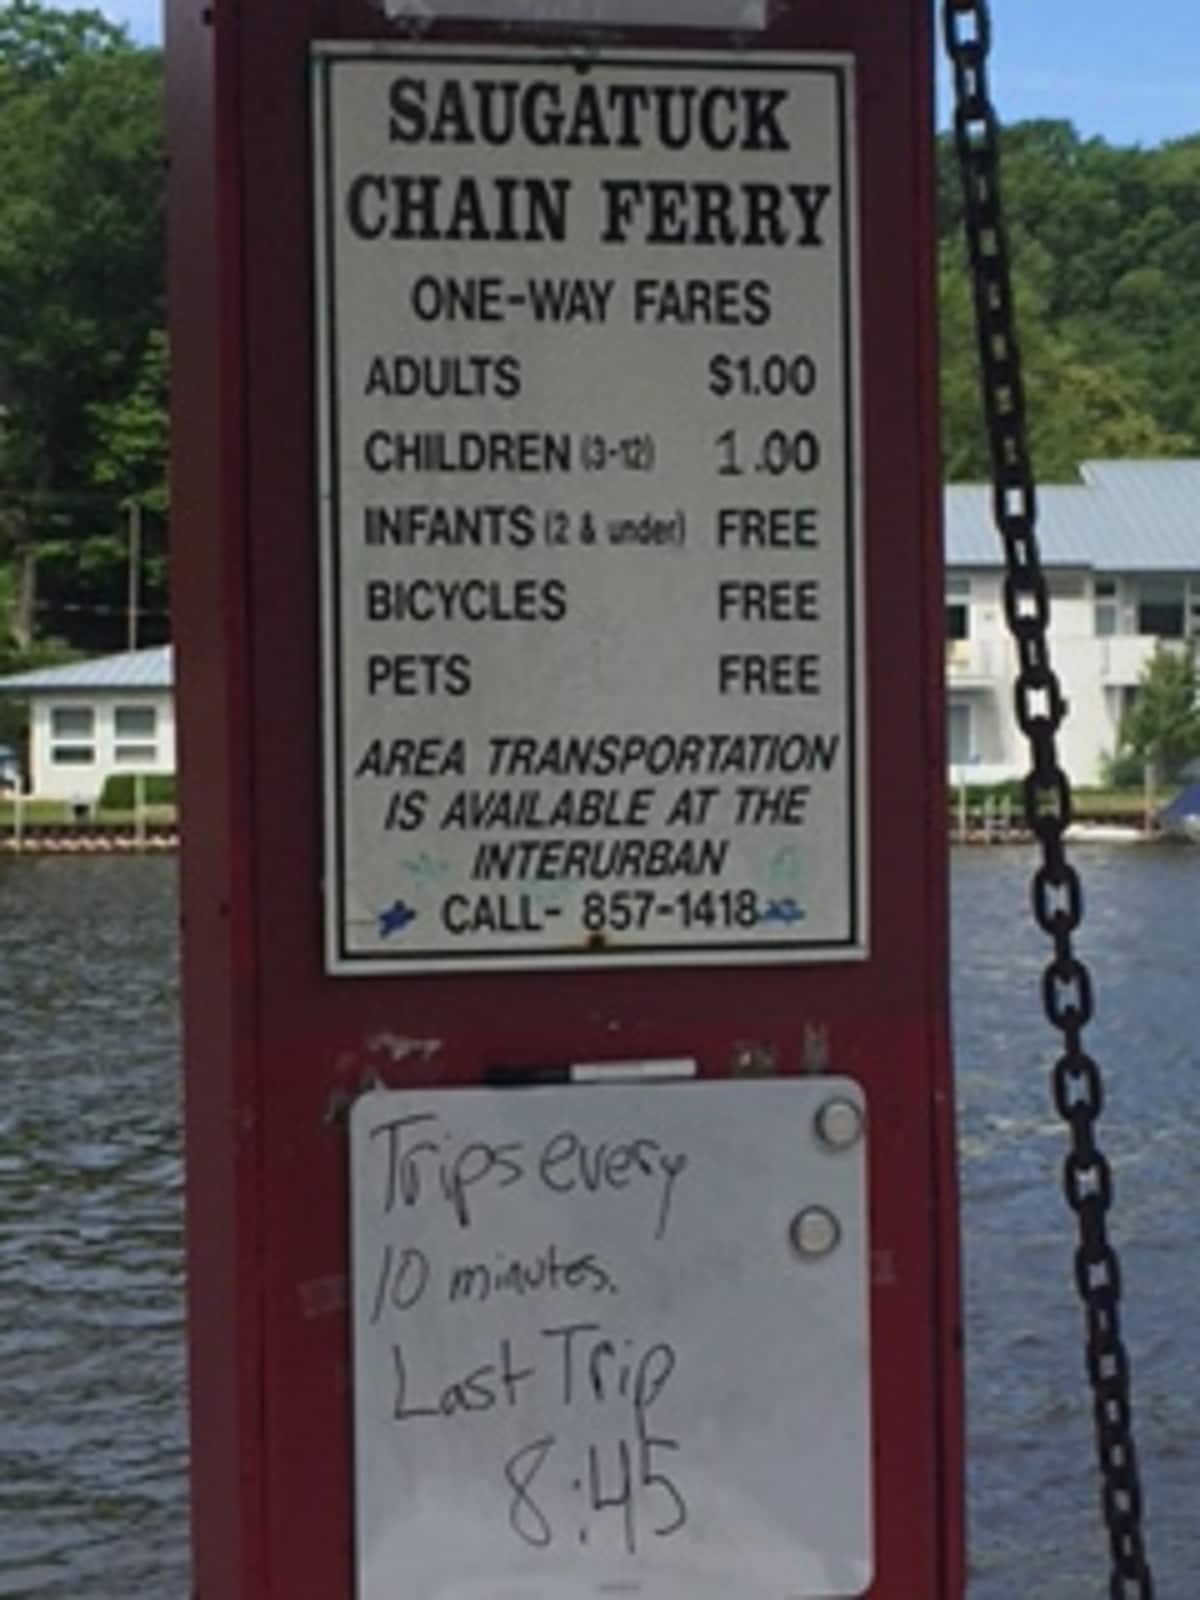 SAUGATUCK
CHAIN FERRY
ONE-WAY FARES
ADULTS $1.00
CHILDREN (3-12) 1.00
INFANTS (2 & under) FREE
BICYCLES FREE
PETS FREE
AREA TRANSPORTATION
IS AVAILABLE AT THE
INTERURBAN
CALL- 857-1418
Trips every
10 minutes.
Last Trip
8:45